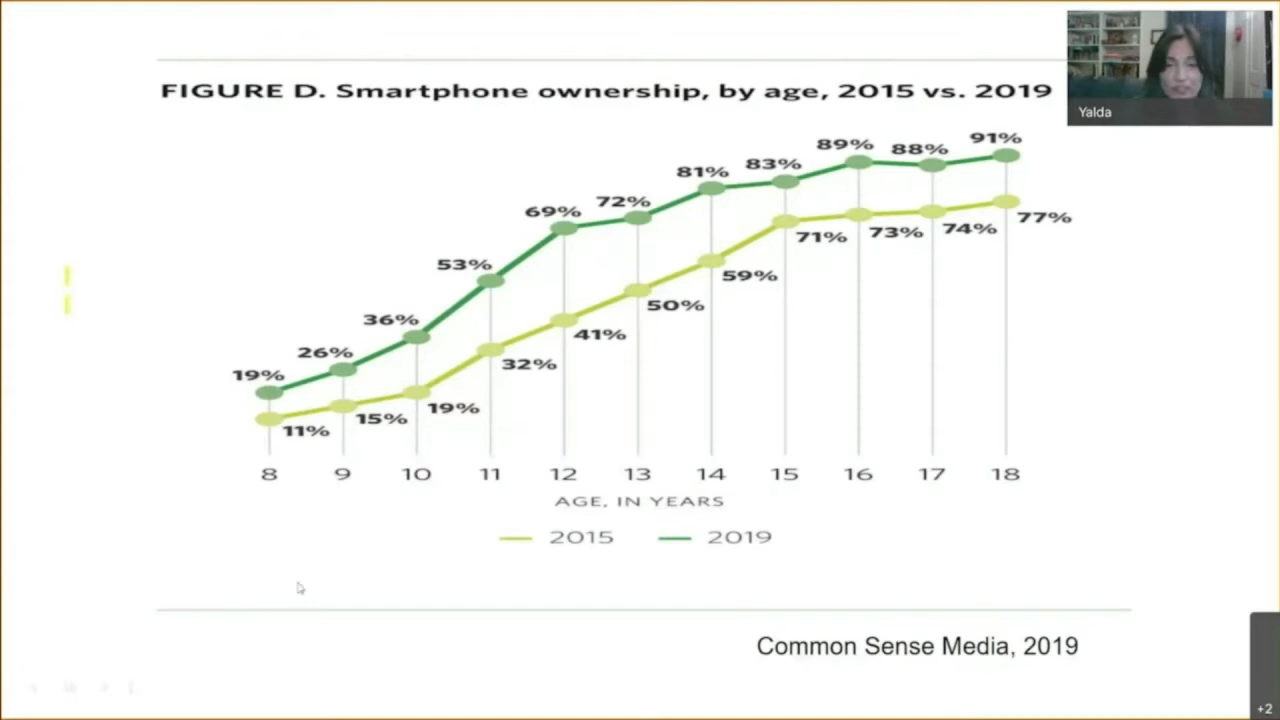 FIGURE D. Smartphone ownership, by age, 2015 vs. 2019
Yalda
19% 26% 36% 53% 69% 72% 81% 83% 89% 88% 91%
11% 15% 19% 32% 41% 50% 59% 71% 73% 74% 77%
8 9 10 11 12 13 14 15 16 17 18
AGE, IN YEARS
2015 2019
Common Sense Media, 2019
+2